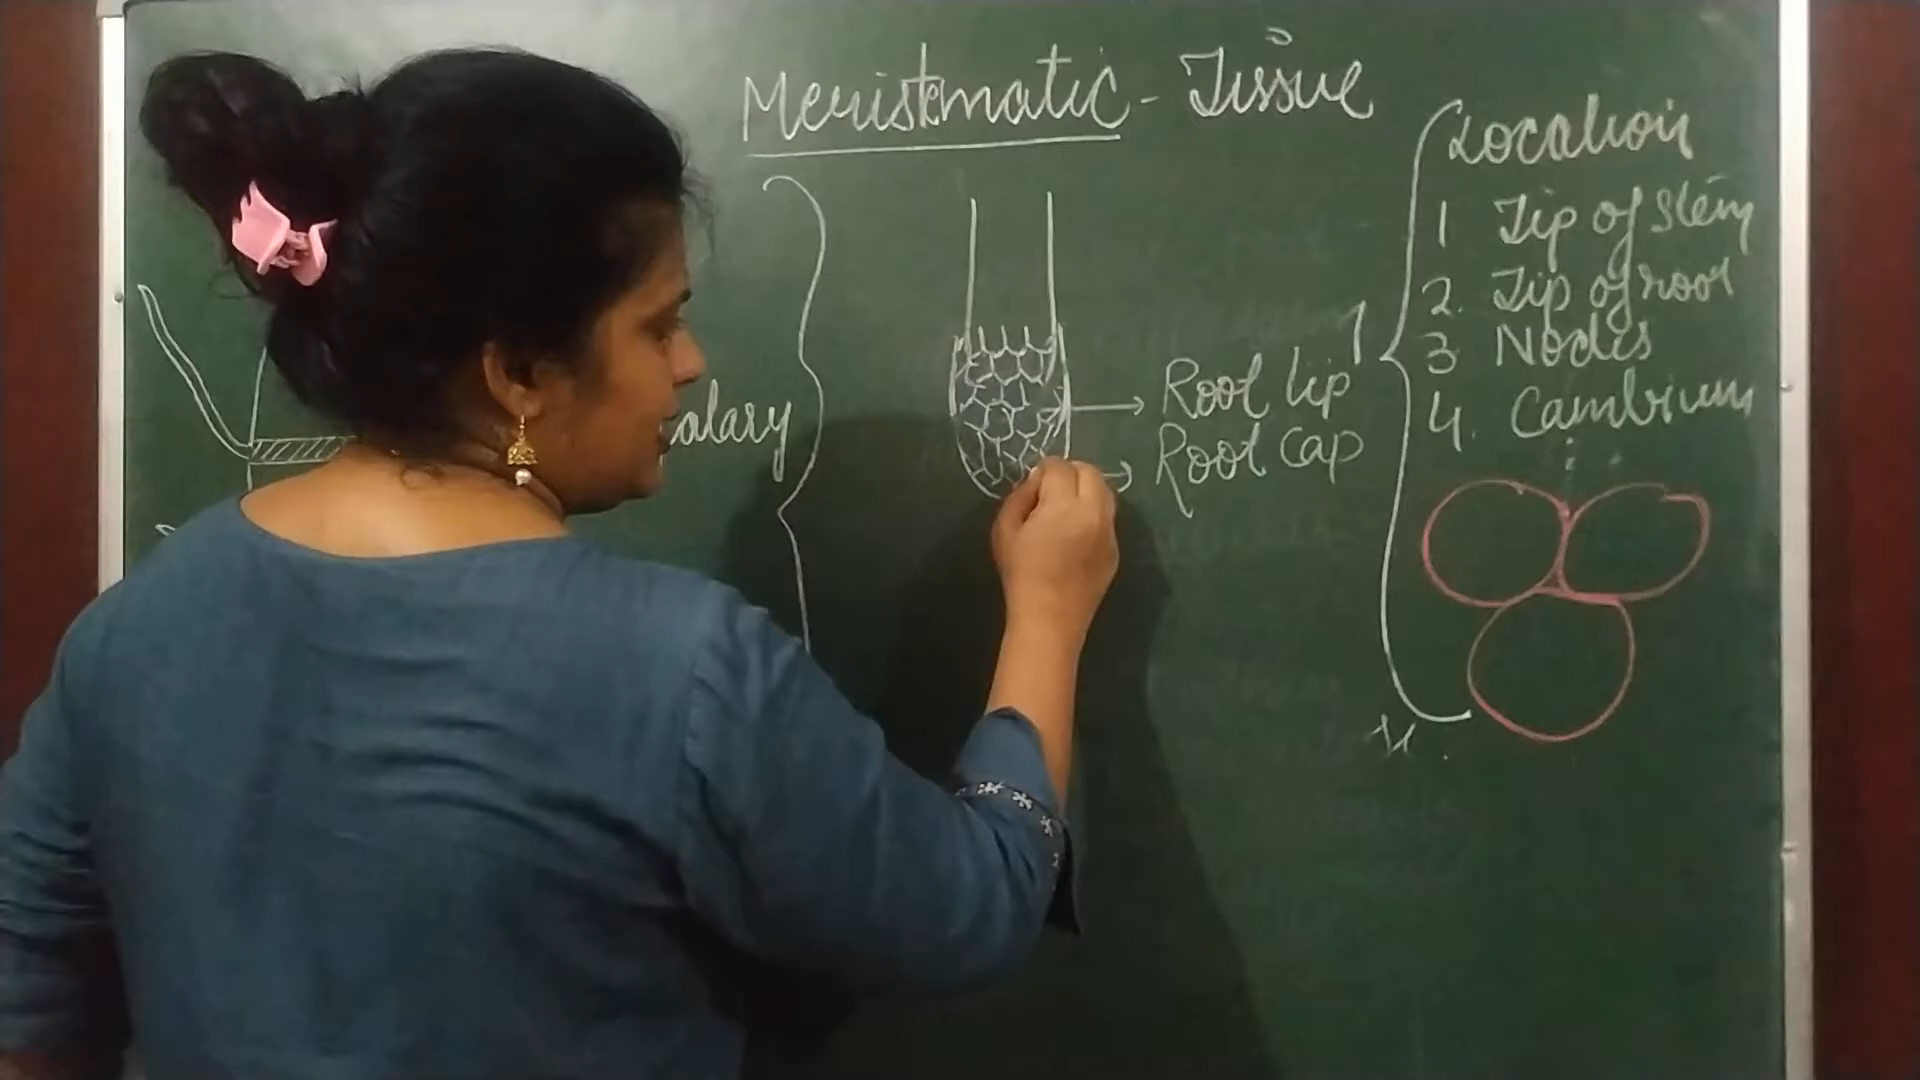 Meristematic - Tissue
Location
1 Tip of Stem
2. Tip of root
3 Nodes
4. Cambium
Root tip
Root Cap
1
alary